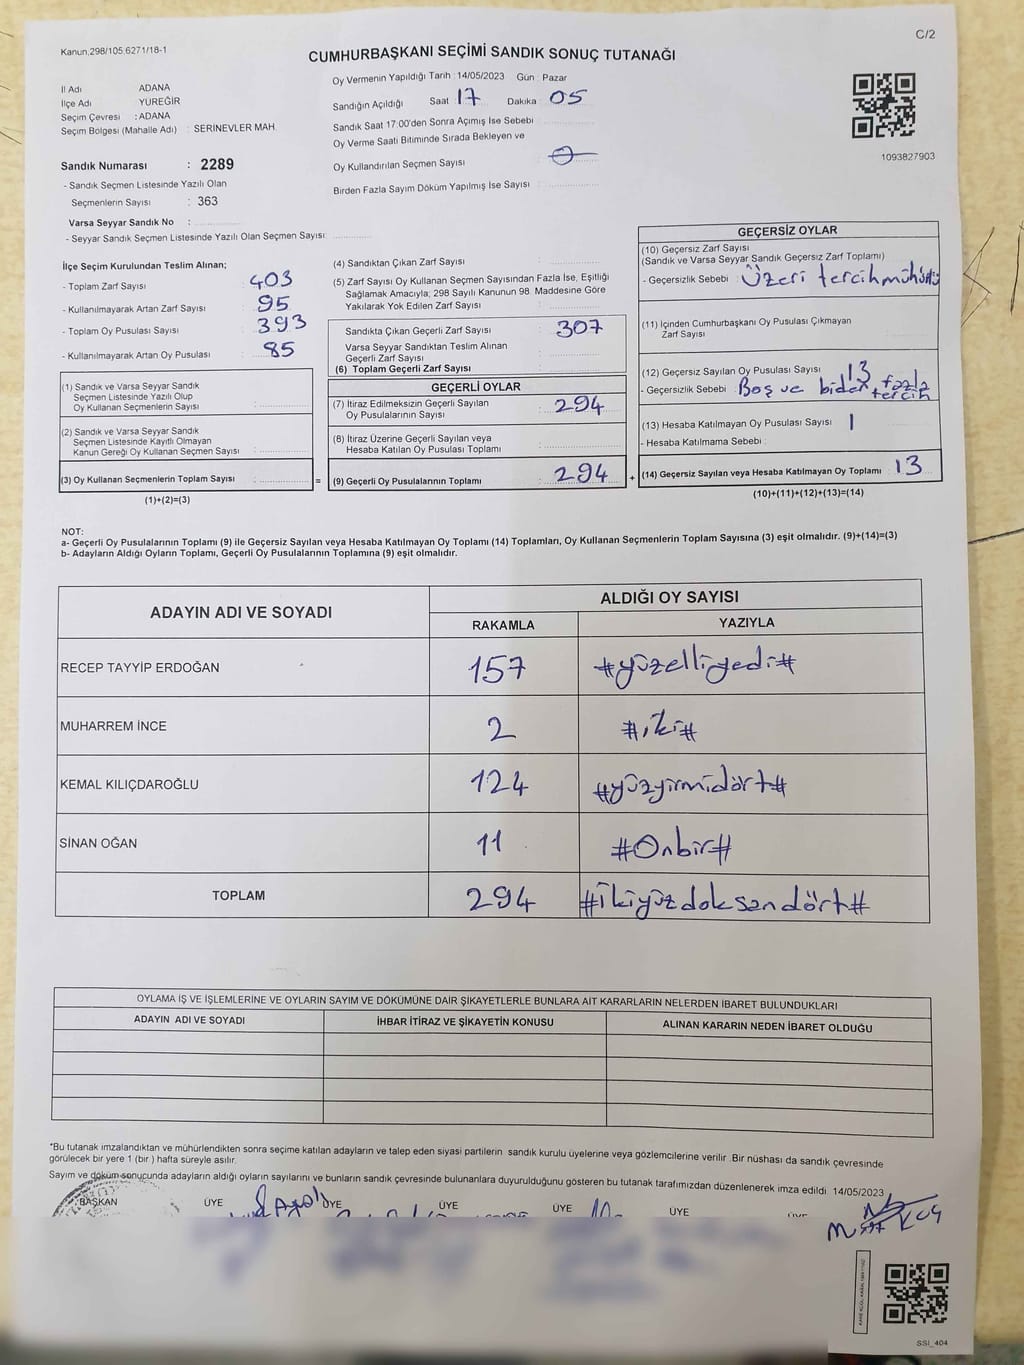 Kanun.298/105.6271/18-1
C/2
CUMHURBAŞKANI SEÇİMİ SANDIK SONUÇ TUTANAĞI
İl Adı ADANA
İlçe Adı YÜREĞİR
Seçim Çevresi : ADANA
Seçim Bölgesi (Mahalle Adı) : SERİNEVLER MAH.
Oy Vermenin Yapıldığı Tarih : 14/05/2023 Gün : Pazar
Sandığın Açıldığı Saat 17 Dakika : 05
Sandık Saat 17:00'den Sonra Açımış İse Sebebi :
Oy Verme Saati Bitiminde Sırada Bekleyen ve
Oy Kullandırılan Seçmen Sayısı : 0
Birden Fazla Sayım Döküm Yapılmış İse Sayısı :
1093827903
Sandık Numarası : 2289
- Sandık Seçmen Listesinde Yazılı Olan
Seçmenlerin Sayısı : 363
Varsa Seyyar Sandık No :
- Seyyar Sandık Seçmen Listesinde Yazılı Olan Seçmen Sayısı:
İlçe Seçim Kurulundan Teslim Alınan;
- Toplam Zarf Sayısı : 403
- Kullanılmayarak Artan Zarf Sayısı : 95
- Toplam Oy Pusulası Sayısı : 393
- Kullanılmayarak Artan Oy Pusulası : 85
(1) Sandık ve Varsa Seyyar Sandık
Seçmen Listesinde Yazılı Olup
Oy Kullanan Seçmenlerin Sayısı :
(2) Sandık ve Varsa Seyyar Sandık
Seçmen Listesinde Kayıtlı Olmayan
Kanun Gereği Oy Kullanan Seçmen Sayısı :
(3) Oy Kullanan Seçmenlerin Toplam Sayısı : =
(1)+(2)=(3)
(4) Sandıktan Çıkan Zarf Sayısı :
(5) Zarf Sayısı Oy Kullanan Seçmen Sayısından Fazla İse, Eşitliği
Sağlamak Amacıyla; 298 Sayılı Kanunun 98. Maddesine Göre
Yakılarak Yok Edilen Zarf Sayısı :
Sandıkta Çıkan Geçerli Zarf Sayısı : 307
Varsa Seyyar Sandıktan Teslim Alınan
Geçerli Zarf Sayısı :
(6) Toplam Geçerli Zarf Sayısı :
GEÇERLİ OYLAR
(7) İtiraz Edilmeksizin Geçerli Sayılan
Oy Pusulalarının Sayısı : 294
(8) İtiraz Üzerine Geçerli Sayılan veya
Hesaba Katılan Oy Pusulası Toplamı :
(9) Geçerli Oy Pusulalarının Toplamı : 294 +
GEÇERSİZ OYLAR
(10) Geçersiz Zarf Sayısı
(Sandık ve Varsa Seyyar Sandık Geçersiz Zarf Toplamı)
- Geçersizlik Sebebi : Üzeri tercih mühürlü
(11) İçinden Cumhurbaşkanı Oy Pusulası Çıkmayan
Zarf Sayısı :
(12) Geçersiz Sayılan Oy Pusulası Sayısı : 13
- Geçersizlik Sebebi : Boş ve birden fazla tercih
(13) Hesaba Katılmayan Oy Pusulası Sayısı : 1
- Hesaba Katılmama Sebebi :
(14) Geçersiz Sayılan veya Hesaba Katılmayan Oy Toplamı : 13
(10)+(11)+(12)+(13)=(14)
NOT:
a- Geçerli Oy Pusulalarının Toplamı (9) ile Geçersiz Sayılan veya Hesaba Katılmayan Oy Toplamı (14) Toplamları, Oy Kullanan Seçmenlerin Toplam Sayısına (3) eşit olmalıdır. (9)+(14)=(3)
b- Adayların Aldığı Oyların Toplamı, Geçerli Oy Pusulalarının Toplamına (9) eşit olmalıdır.
ADAYIN ADI VE SOYADI ALDIĞI OY SAYISI
RAKAMLA YAZIYLA
RECEP TAYYİP ERDOĞAN 157 #yüzelliyedi#
MUHARREM İNCE 2 #iki#
KEMAL KILIÇDAROĞLU 124 #yüzyirmidört#
SİNAN OĞAN 11 #Onbir#
TOPLAM 294 #ikiyüzdoksandört#
OYLAMA İŞ VE İŞLEMLERİNE VE OYLARIN SAYIM VE DÖKÜMÜNE DAİR ŞİKAYETLERLE BUNLARA AİT KARARLARIN NELERDEN İBARET BULUNDUKLARI
ADAYIN ADI VE SOYADI İHBAR İTİRAZ VE ŞİKAYETİN KONUSU ALINAN KARARIN NEDEN İBARET OLDUĞU
*Bu tutanak imzalandıktan ve mühürlendikten sonra seçime katılan adayların ve talep eden siyasi partilerin sandık kurulu üyelerine veya gözlemcilerine verilir. Bir nüshası da sandık çevresinde
görülecek bir yere 1 (bir) hafta süreyle asılır.
Sayım ve döküm sonucunda adayların aldığı oyların sayılarını ve bunların sandık çevresinde bulunanlara duyurulduğunu gösteren bu tutanak tarafımızdan düzenlenerek imza edildi. 14/05/2023
BAŞKAN ÜYE ÜYE ÜYE ÜYE ÜYE
SSİ_404